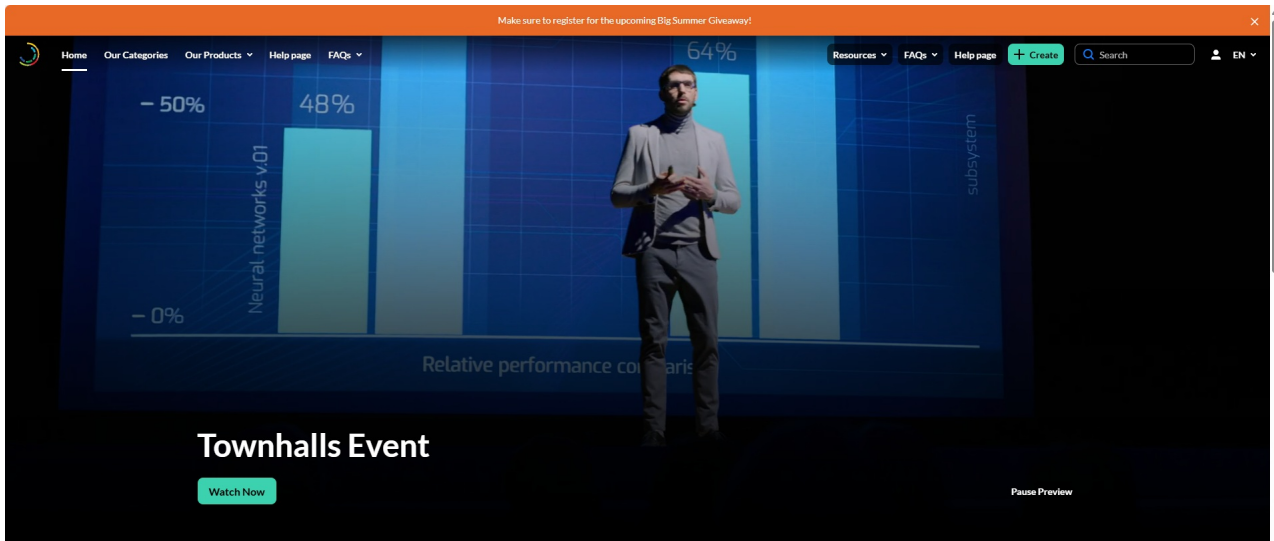 Make sure to register for the upcoming Big Summer Giveaway!
Home Our Categories Our Products Help page FAQs Resources FAQs Help page + Create Search EN
64%
– 50% 48%
Neural networks v.01
subsystem
– 0%
Relative performance
Townhalls Event
Watch Now
Pause Preview